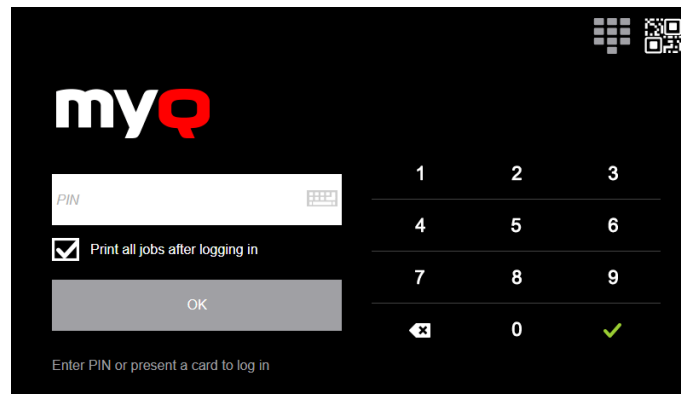 myQ
PIN
Print all jobs after logging in
OK
Enter PIN or present a card to log in
1 2 3
4 5 6
7 8 9
0